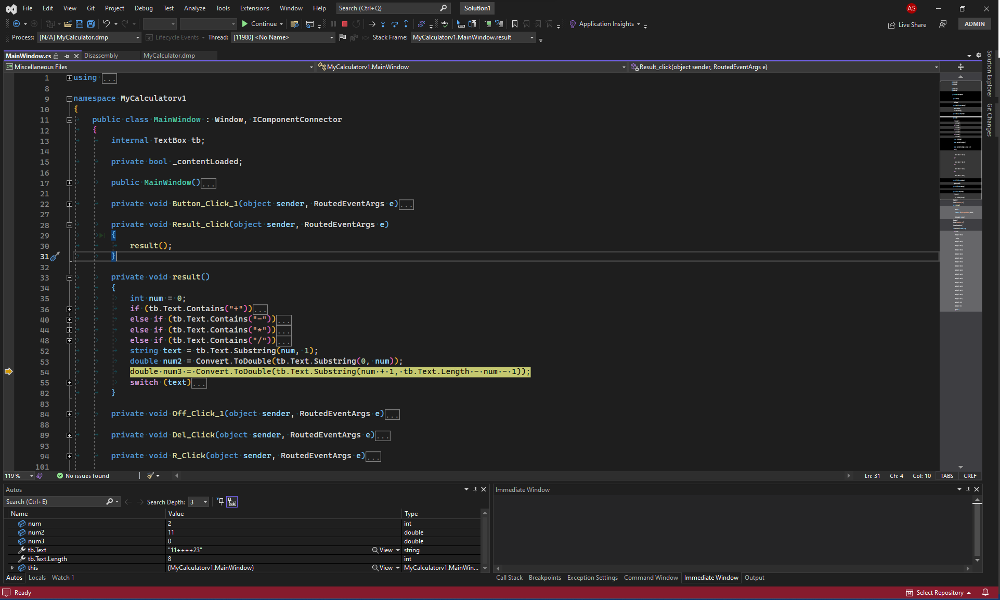 File Edit View Git Project Debug Test Analyze Tools Extensions Window Help Search (Ctrl+Q) Solution1 AS
Continue Application Insights Live Share ADMIN
Process: [N/A] MyCalculator.dmp Lifecycle Events Thread: [11980] <No Name> Stack Frame: MyCalculatorv1.MainWindow.result
MainWindow.cs Disassembly MyCalculator.dmp
C# Miscellaneous Files MyCalculatorv1.MainWindow Result_click(object sender, RoutedEventArgs e)
1 using ...
8
9 namespace MyCalculatorv1
10 {
11 public class MainWindow : Window, IComponentConnector
12 {
13 internal TextBox tb;
14
15 private bool _contentLoaded;
16
17 public MainWindow()...
21
22 private void Button_Click_1(object sender, RoutedEventArgs e)...
27
28 private void Result_click(object sender, RoutedEventArgs e)
29 {
30 result();
31 }
32
33 private void result()
34 {
35 int num = 0;
36 if (tb.Text.Contains("+"))...
40 else if (tb.Text.Contains("-"))...
44 else if (tb.Text.Contains("*"))...
48 else if (tb.Text.Contains("/"))...
52 string text = tb.Text.Substring(num, 1);
53 double num2 = Convert.ToDouble(tb.Text.Substring(0, num));
54 double num3 = Convert.ToDouble(tb.Text.Substring(num + 1, tb.Text.Length - num - 1));
55 switch (text)...
82 }
83
84 private void Off_Click_1(object sender, RoutedEventArgs e)...
88
89 private void Del_Click(object sender, RoutedEventArgs e)...
93
94 private void R_Click(object sender, RoutedEventArgs e)...
101
119 % No issues found Ln: 31 Ch: 4 Col: 10 TABS CRLF
Solution Explorer
Git Changes
Autos
Search (Ctrl+E) Search Depth: 3
Name Value Type
num 2 int
num2 11 double
num3 0 double
tb.Text "11++++23" View string
tb.Text.Length 8 int
this {MyCalculatorv1.MainWindow} View MyCalculatorv1.MainWin...
Autos Locals Watch 1
Immediate Window
Call Stack Breakpoints Exception Settings Command Window Immediate Window Output
Ready Select Repository